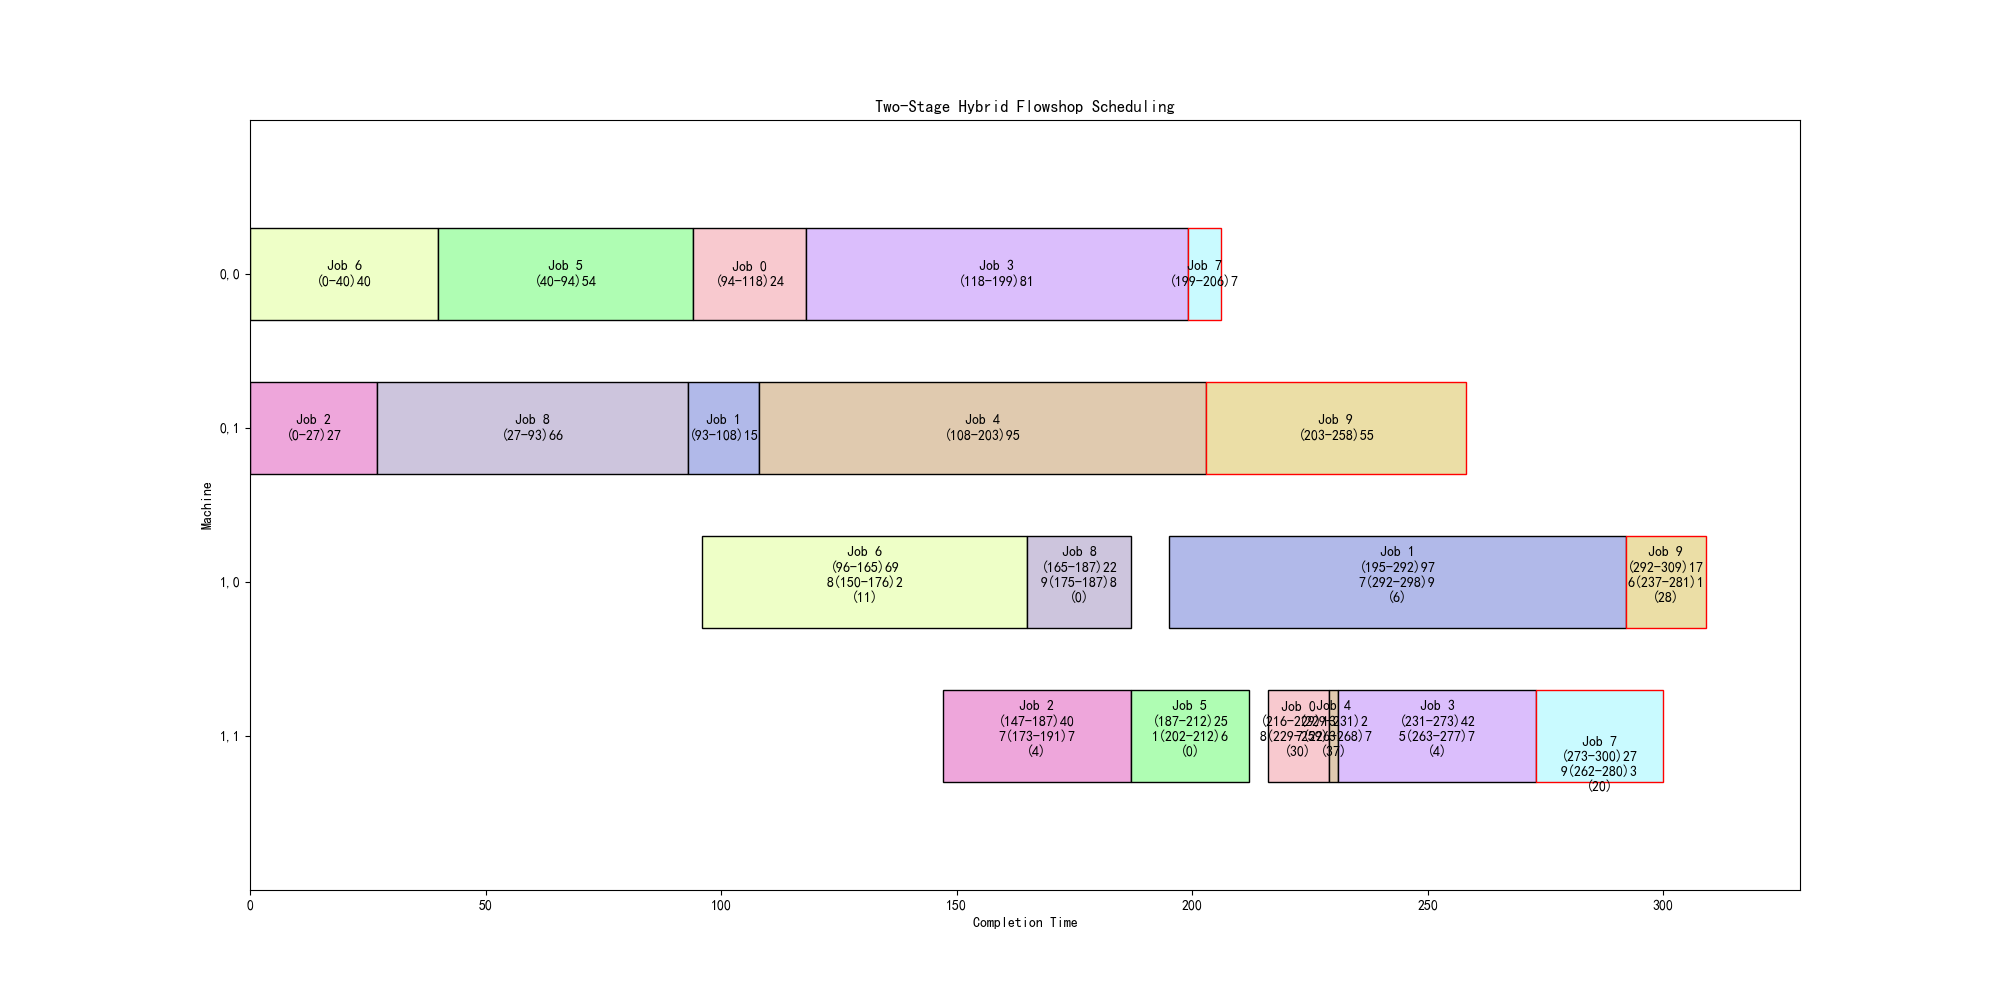 Two-Stage Hybrid Flowshop Scheduling
Machine
0,0
Job 6
(0-40)40
Job 5
(40-94)54
Job 0
(94-118)24
Job 3
(118-199)81
Job 7
(199-206)7
0,1
Job 2
(0-27)27
Job 8
(27-93)66
Job 1
(93-108)15
Job 4
(108-203)95
Job 9
(203-258)55
1,0
Job 6
(96-165)69
8(150-176)2
(11)
Job 8
(165-187)22
9(175-187)8
(0)
Job 1
(195-292)97
7(292-298)9
(6)
Job 9
(292-309)17
6(237-281)1
(28)
1,1
Job 2
(147-187)40
7(173-191)7
(4)
Job 5
(187-212)25
1(202-212)6
(0)
Job 0
(216-229)13
(30)
Job 4
(229-231)2
(37)
Job 3
(231-273)42
5(263-277)7
(4)
Job 7
(273-300)27
9(262-280)3
(20)
0 50 100 150 200 250 300
Completion Time